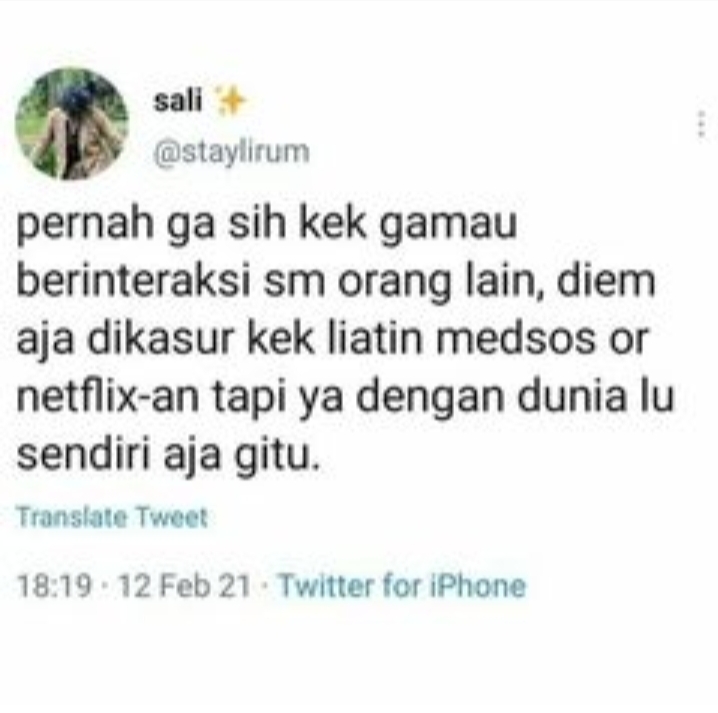 sali ✨
@staylirum
pernah ga sih kek gamau
berinteraksi sm orang lain, diem
aja dikasur kek liatin medsos or
netflix-an tapi ya dengan dunia lu
sendiri aja gitu.
Translate Tweet
18:19 · 12 Feb 21 · Twitter for iPhone